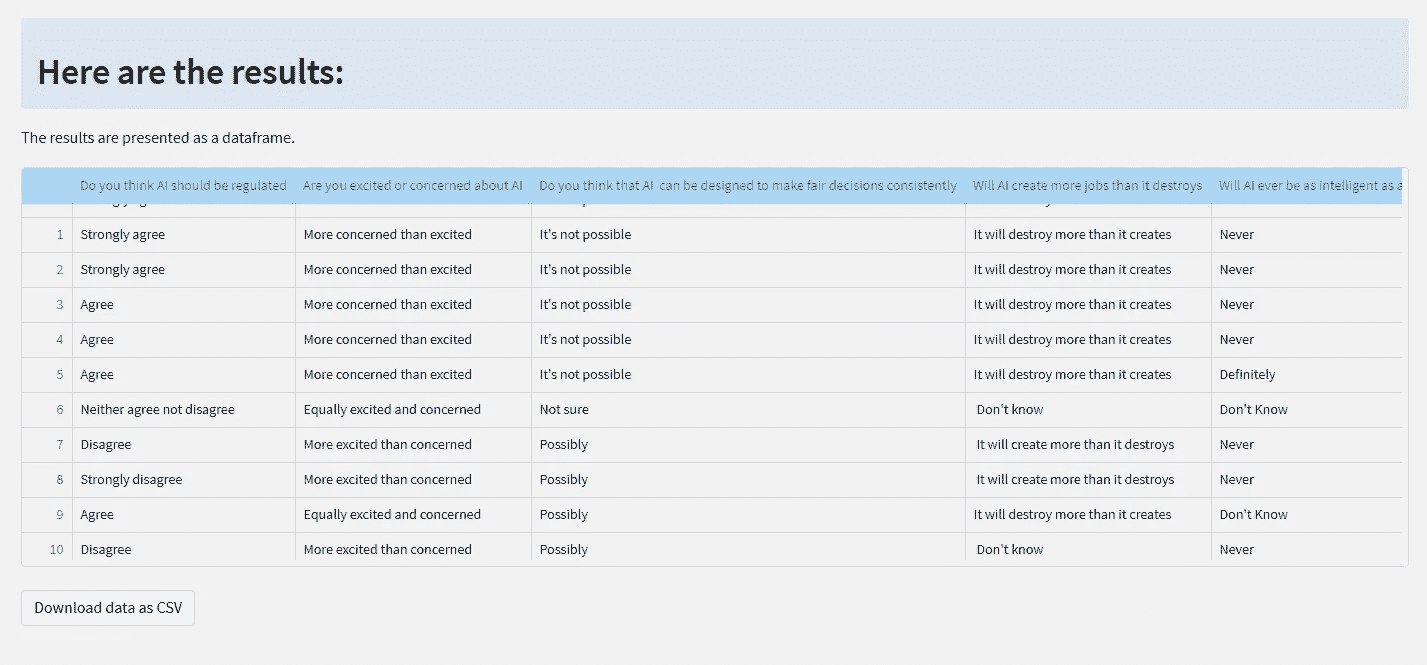 Here are the results:
The results are presented as a dataframe.
Do you think AI should be regulated Are you excited or concerned about AI Do you think that AI can be designed to make fair decisions consistently Will AI create more jobs than it destroys Will AI ever be as intelligent as a
1 Strongly agree More concerned than excited It's not possible It will destroy more than it creates Never
2 Strongly agree More concerned than excited It's not possible It will destroy more than it creates Never
3 Agree More concerned than excited It's not possible It will destroy more than it creates Never
4 Agree More concerned than excited It's not possible It will destroy more than it creates Never
5 Agree More concerned than excited It's not possible It will destroy more than it creates Definitely
6 Neither agree not disagree Equally excited and concerned Not sure Don't know Don't Know
7 Disagree More excited than concerned Possibly It will create more than it destroys Never
8 Strongly disagree More excited than concerned Possibly It will create more than it destroys Never
9 Agree Equally excited and concerned Possibly It will destroy more than it creates Don't Know
10 Disagree More excited than concerned Possibly Don't know Never
Download data as CSV